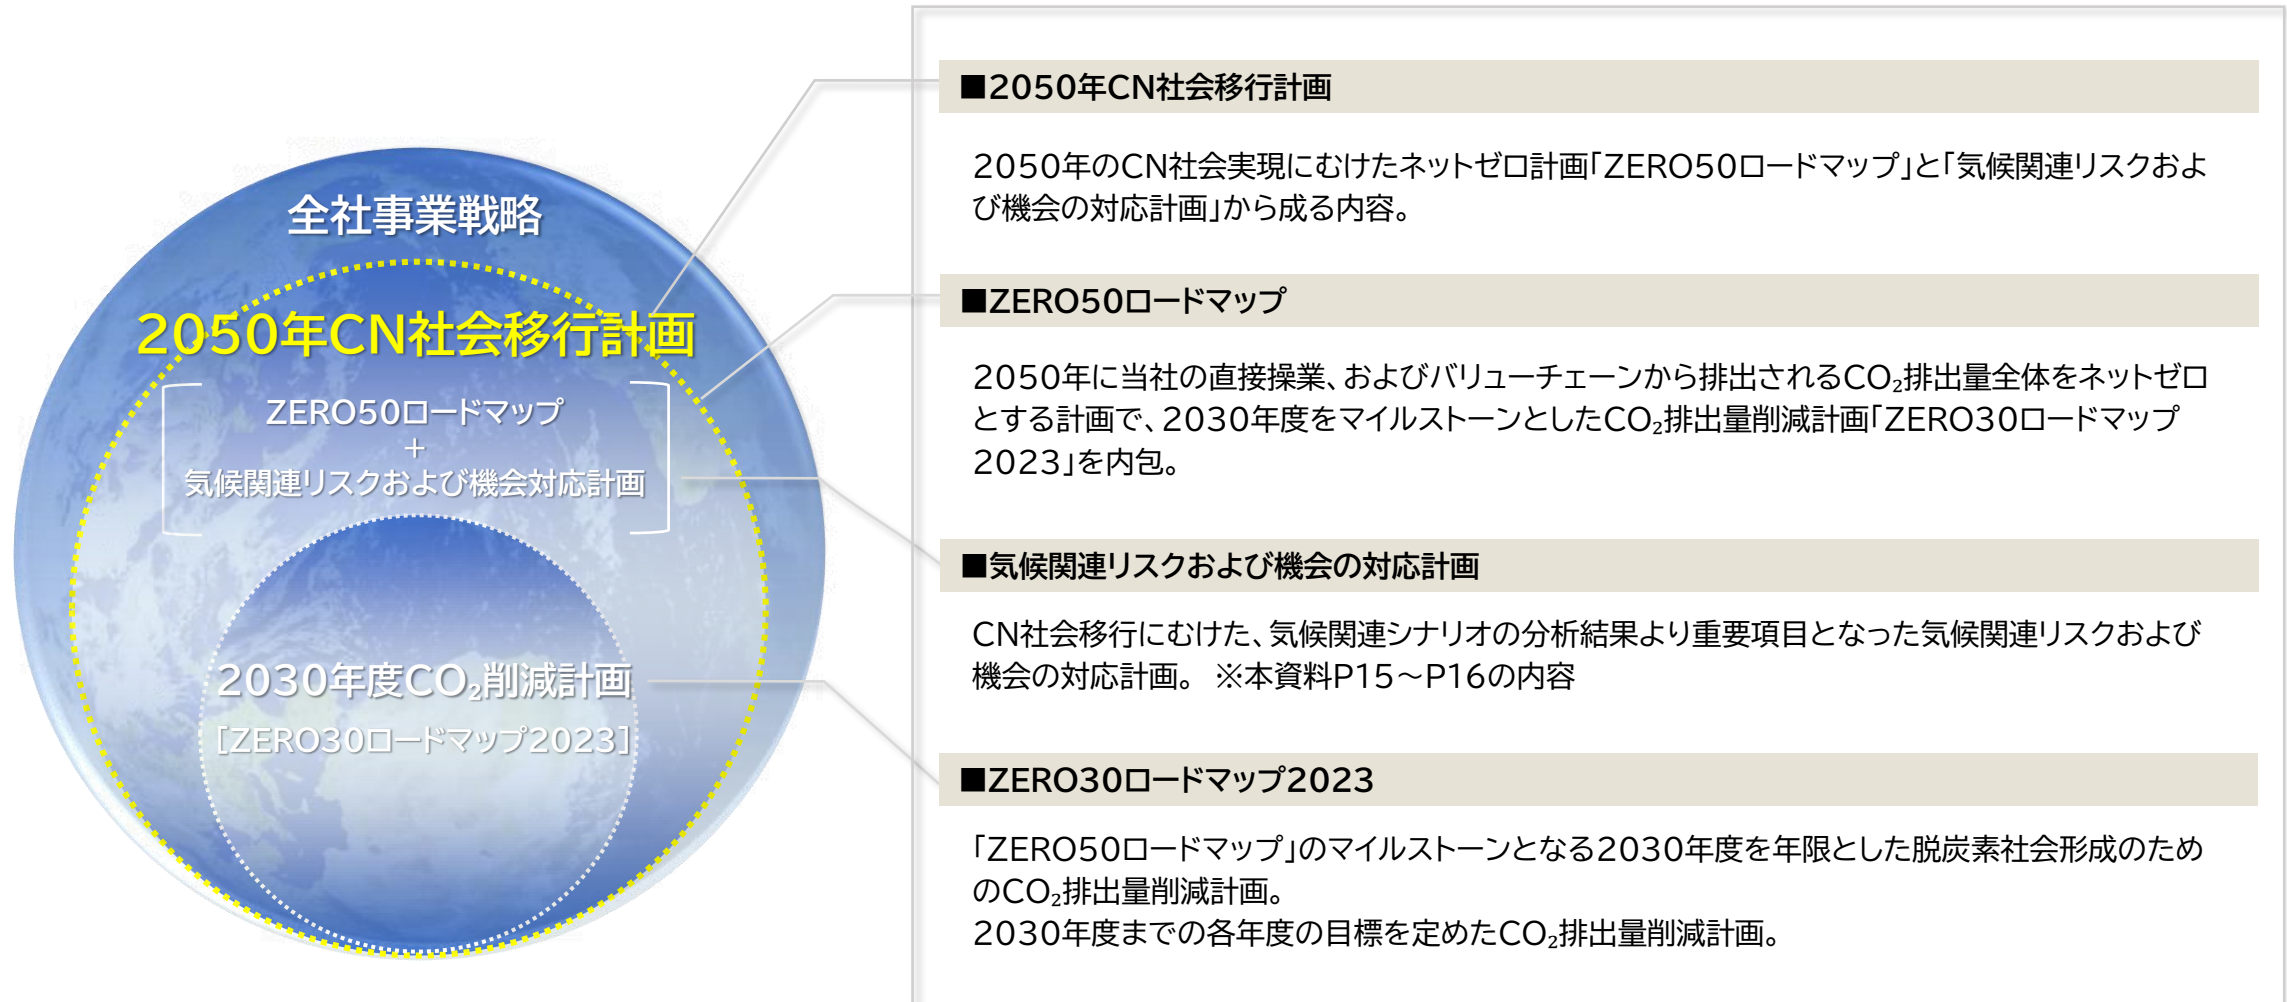 全社事業戦略
2050年CN社会移行計画
ZERO50ロードマップ
+
気候関連リスクおよび機会対応計画
2030年度CO₂削減計画
[ZERO30ロードマップ2023]
■2050年CN社会移行計画
2050年のCN社会実現にむけたネットゼロ計画「ZERO50ロードマップ」と「気候関連リスクおよ
び機会の対応計画」から成る内容。
■ZERO50ロードマップ
2050年に当社の直接操業、およびバリューチェーンから排出されるCO₂排出量全体をネットゼロ
とする計画で、2030年度をマイルストーンとしたCO₂排出量削減計画「ZERO30ロードマップ
2023」を内包。
■気候関連リスクおよび機会の対応計画
CN社会移行にむけた、気候関連シナリオの分析結果より重要項目となった気候関連リスクおよび
機会の対応計画。 ※本資料P15～P16の内容
■ZERO30ロードマップ2023
「ZERO50ロードマップ」のマイルストーンとなる2030年度を年限とした脱炭素社会形成のため
のCO₂排出量削減計画。
2030年度までの各年度の目標を定めたCO₂排出量削減計画。